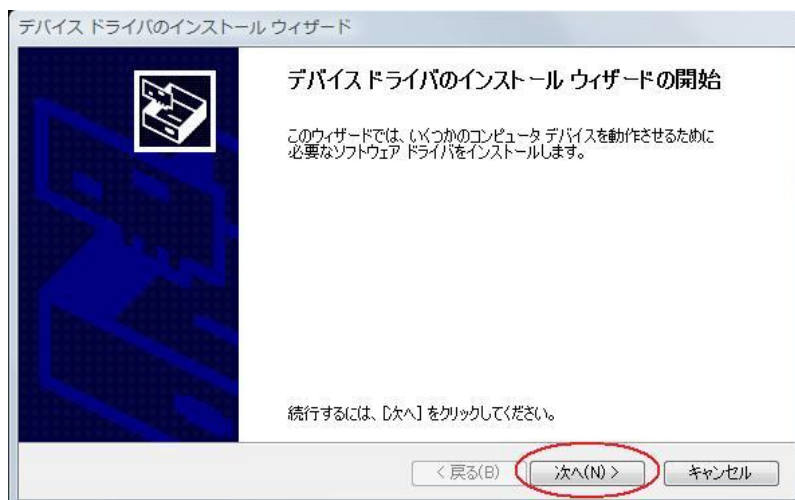 デバイス ドライバのインストール ウィザード
デバイス ドライバのインストール ウィザードの開始
このウィザードでは、いくつかのコンピュータ デバイスを動作させるために
必要なソフトウェア ドライバをインストールします。
続行するには、[次へ] をクリックしてください。
< 戻る(B) 次へ(N) > キャンセル